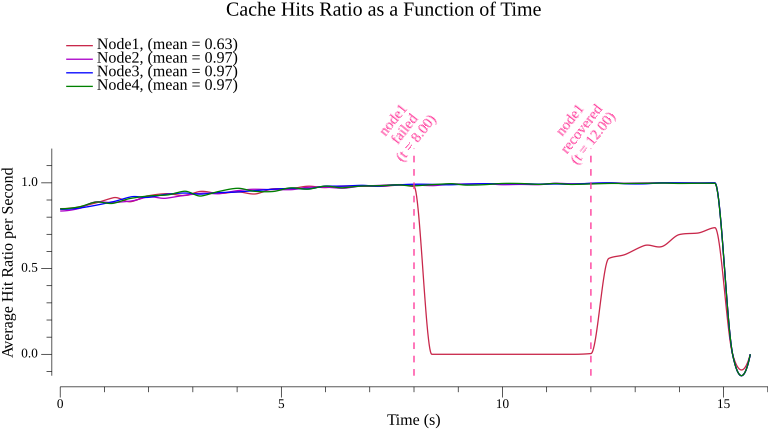 Cache Hits Ratio as a Function of Time
Node1, (mean = 0.63)
Node2, (mean = 0.97)
Node3, (mean = 0.97)
Node4, (mean = 0.97)
node1
failed
(t = 8.00)
node1
recovered
(t = 12.00)
Average Hit Ratio per Second
1.0
0.5
0.0
0
5
10
15
Time (s)